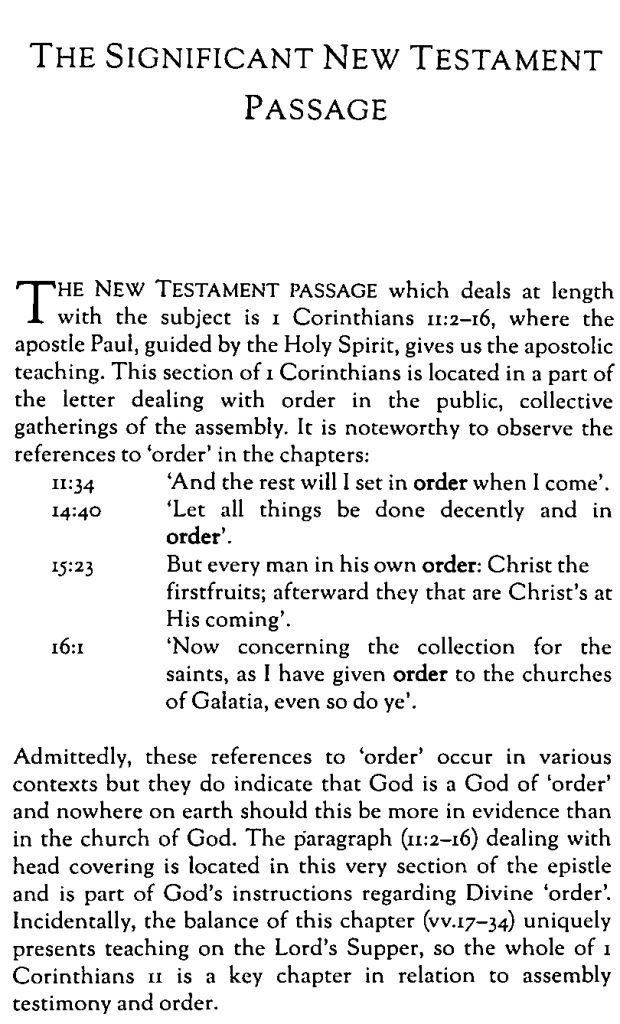 THE SIGNIFICANT NEW TESTAMENT
PASSAGE
THE NEW TESTAMENT PASSAGE which deals at length
with the subject is 1 Corinthians 11:2–16, where the
apostle Paul, guided by the Holy Spirit, gives us the apostolic
teaching. This section of 1 Corinthians is located in a part of
the letter dealing with order in the public, collective
gatherings of the assembly. It is noteworthy to observe the
references to ‘order’ in the chapters:
11:34 ‘And the rest will I set in order when I come’.
14:40 ‘Let all things be done decently and in
order’.
15:23 But every man in his own order: Christ the
firstfruits; afterward they that are Christ's at
His coming’.
16:1 ‘Now concerning the collection for the
saints, as I have given order to the churches
of Galatia, even so do ye’.
Admittedly, these references to ‘order’ occur in various
contexts but they do indicate that God is a God of ‘order’
and nowhere on earth should this be more in evidence than
in the church of God. The paragraph (11:2–16) dealing with
head covering is located in this very section of the epistle
and is part of God's instructions regarding Divine ‘order’.
Incidentally, the balance of this chapter (vv.17–34) uniquely
presents teaching on the Lord's Supper, so the whole of 1
Corinthians 11 is a key chapter in relation to assembly
testimony and order.